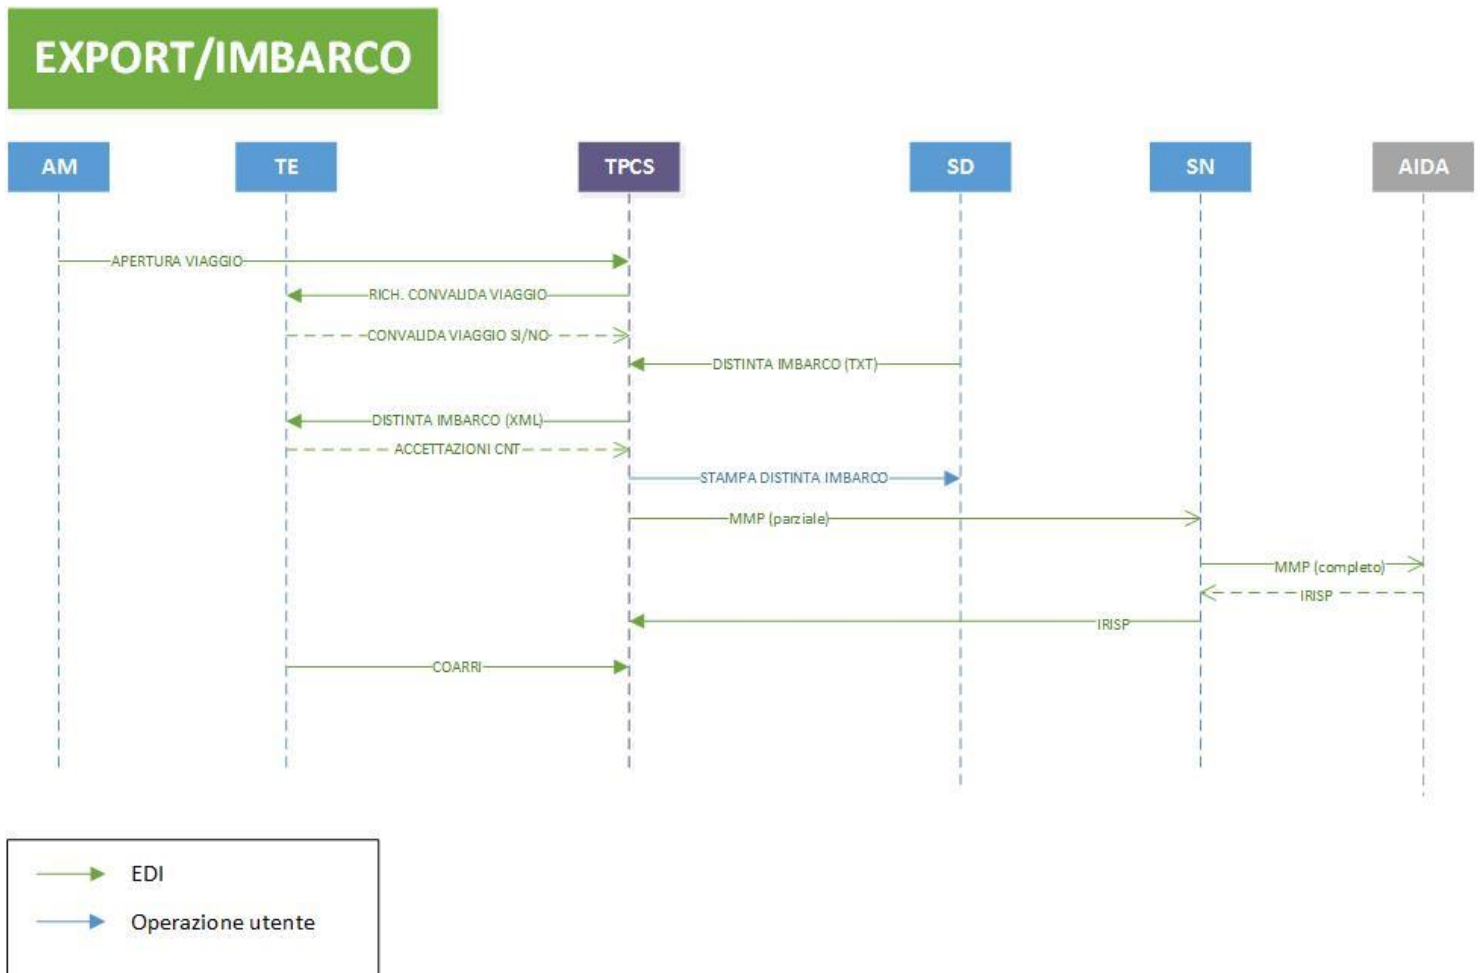 EXPORT/IMBARCO
AM
TE
TPCS
SD
SN
AIDA
APERTURA VIAGGIO
RICH. CONVALIDA VIAGGIO
CONVALIDA VIAGGIO SI/NO
DISTINTA IMBARCO (TXT)
DISTINTA IMBARCO (XML)
ACCETTAZIONI CNT
STAMPA DISTINTA IMBARCO
MMP (parziale)
MMP (completo)
IRISP
IRISP
COARRI
EDI
Operazione utente